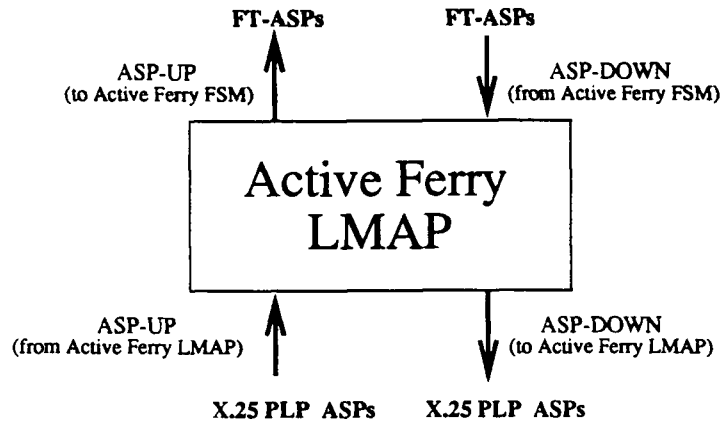 FT-ASPs FT-ASPs
ASP-UP
(to Active Ferry FSM)
ASP-DOWN
(from Active Ferry FSM)
Active Ferry
LMAP
ASP-UP
(from Active Ferry LMAP)
ASP-DOWN
(to Active Ferry LMAP)
X.25 PLP ASPs X.25 PLP ASPs